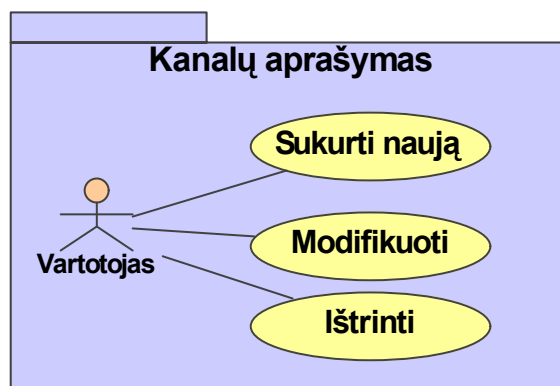 Kanalų aprašymas
Sukurti naują
Modifikuoti
Vartotojas
Ištrinti